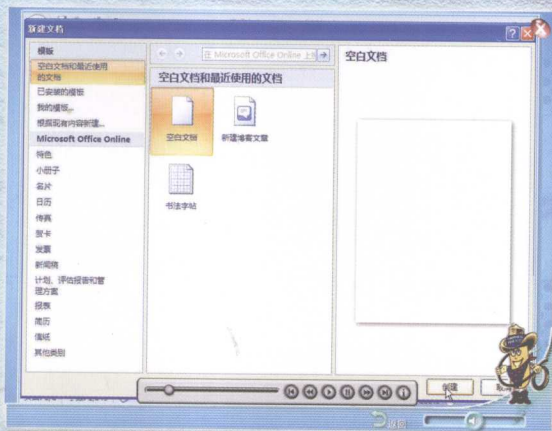 新建文档
模板
空白文档和最近使用
的文档
已安装的模板
我的模板...
根据现有内容新建...
Microsoft Office Online
特色
小册子
名片
日历
传真
贺卡
发票
新闻稿
计划、评估报告和管
理方案
报表
简历
信纸
其他类别
在 Microsoft Office Online 上
空白文档和最近使用的文档
空白文档
新建博客文章
书法字帖
空白文档
创建
返回